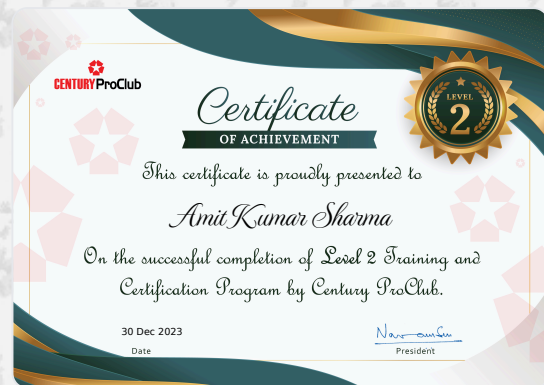 CENTURY ProClub
Certificate
OF ACHIEVEMENT
LEVEL
2
This certificate is proudly presented to
Amit Kumar Sharma
On the successful completion of Level 2 Training and
Certification Program by Century ProClub.
30 Dec 2023
Date
President